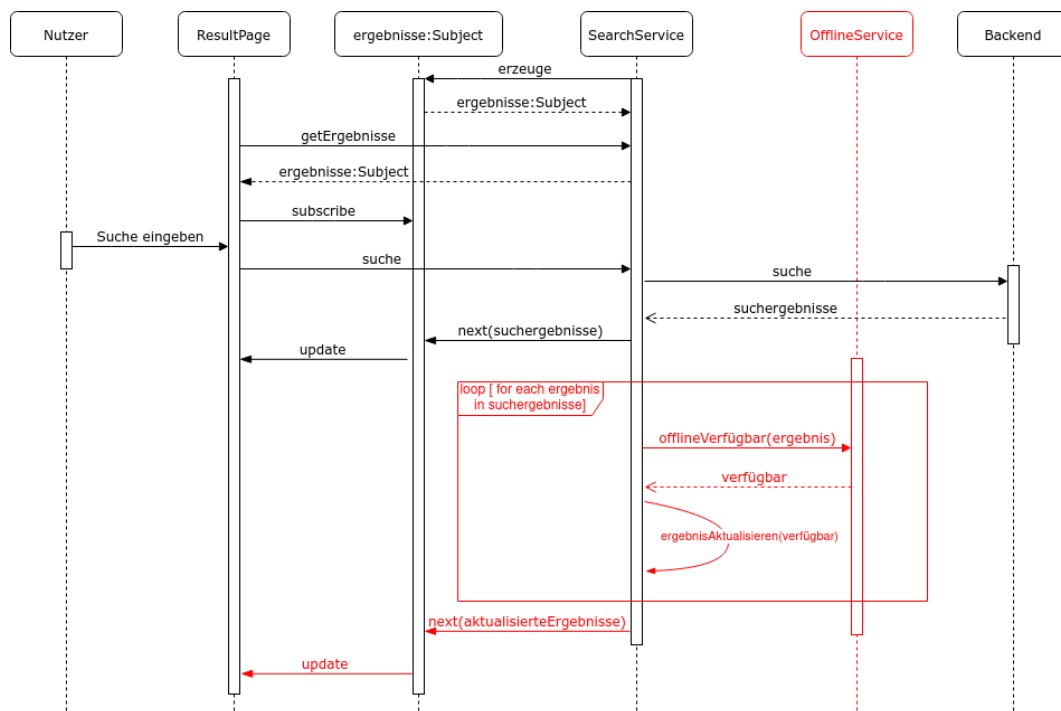 Nutzer
ResultPage
ergebnisse:Subject
SearchService
OfflineService
Backend
erzeuge
ergebnisse:Subject
getErgebnisse
ergebnisse:Subject
subscribe
Suche eingeben
suche
suche
suchergebnisse
next(suchergebnisse)
update
loop [ for each ergebnis
in suchergebnisse]
offlineVerfügbar(ergebnis)
verfügbar
ergebnisAktualisieren(verfügbar)
next(aktualisierteErgebnisse)
update